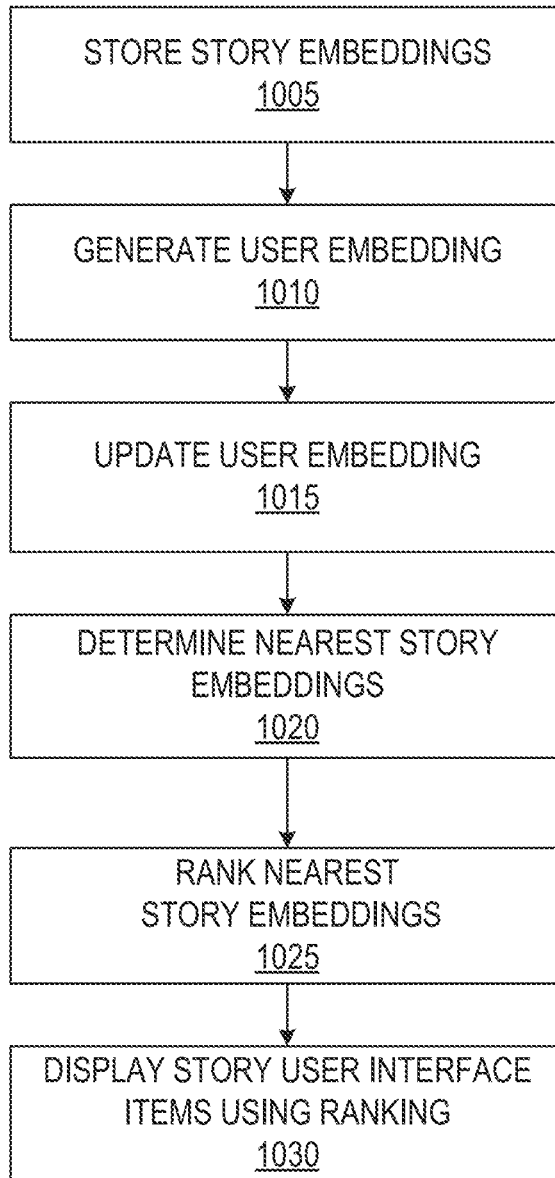 STORE STORY EMBEDDINGS
1005
GENERATE USER EMBEDDING
1010
UPDATE USER EMBEDDING
1015
DETERMINE NEAREST STORY
EMBEDDINGS
1020
RANK NEAREST
STORY EMBEDDINGS
1025
DISPLAY STORY USER INTERFACE
ITEMS USING RANKING
1030